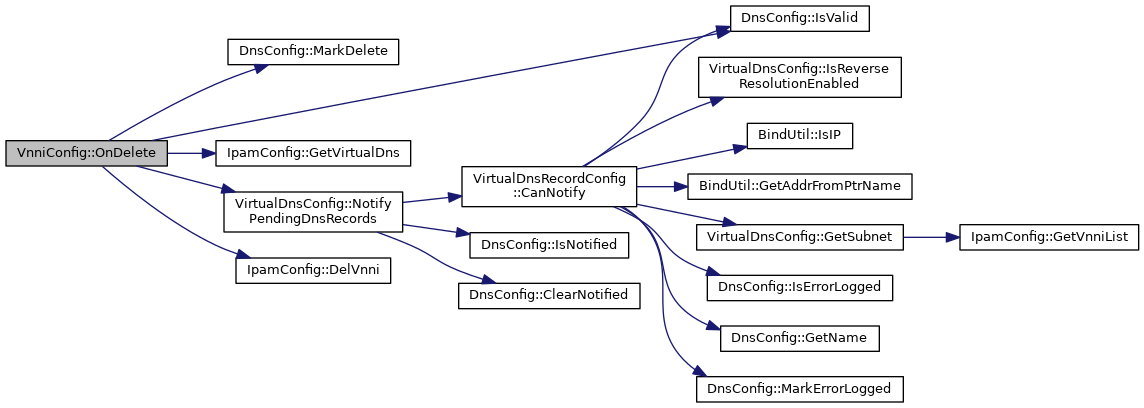 VnniConfig::OnDelete
DnsConfig::MarkDelete
IpamConfig::GetVirtualDns
VirtualDnsConfig::Notify
PendingDnsRecords
IpamConfig::DelVnni
VirtualDnsRecordConfig
::CanNotify
DnsConfig::IsNotified
DnsConfig::ClearNotified
DnsConfig::IsValid
VirtualDnsConfig::IsReverse
ResolutionEnabled
BindUtil::IsIP
BindUtil::GetAddrFromPtrName
VirtualDnsConfig::GetSubnet
DnsConfig::IsErrorLogged
DnsConfig::GetName
DnsConfig::MarkErrorLogged
IpamConfig::GetVnniList